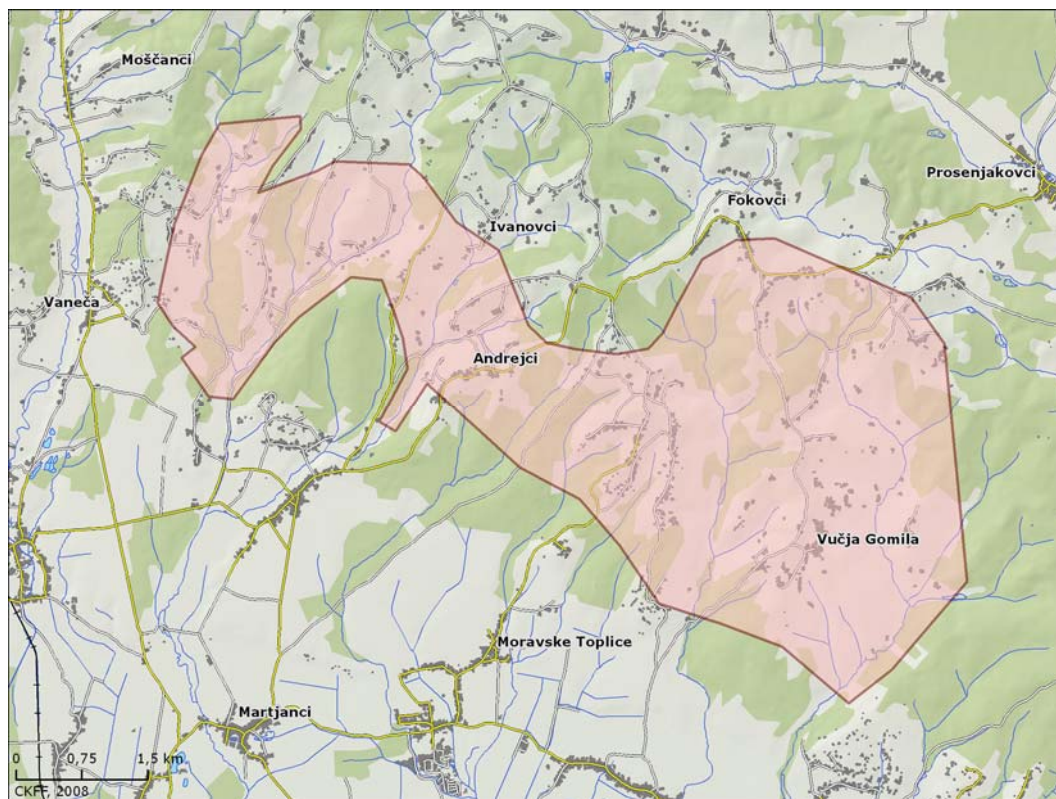 Moščanci
Prosenjakovci
Fokovci
Ivanovci
Vaneča
Andrejci
Vučja Gomila
Moravske Toplice
Martjanci
0 0,75 1,5 km
CKFF, 2008